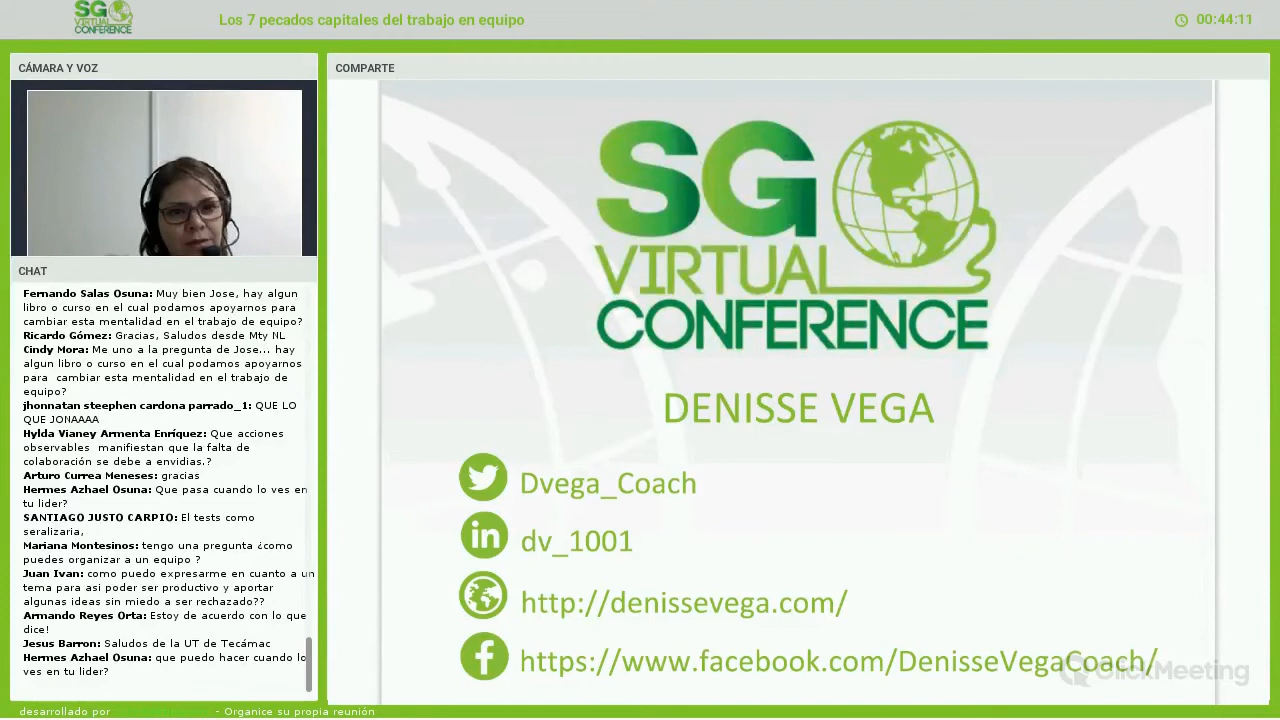 SG
VIRTUAL
CONFERENCE
Los 7 pecados capitales del trabajo en equipo
00:44:11
CÁMARA Y VOZ
CHAT
Fernando Salas Osuna: Muy bien Jose, hay algun
libro o curso en el cual podamos apoyarnos para
cambiar esta mentalidad en el trabajo de equipo?
Ricardo Gómez: Gracias, Saludos desde Mty NL
Cindy Mora: Me uno a la pregunta de Jose... hay
algun libro o curso en el cual podamos apoyarnos
para cambiar esta mentalidad en el trabajo de
equipo?
jhonnatan steephen cardona parrado_1: QUE LO
QUE JONAAAA
Hylda Vianey Armenta Enríquez: Que acciones
observables manifiestan que la falta de
colaboración se debe a envidias.?
Arturo Currea Meneses: gracias
Hermes Azhael Osuna: Que pasa cuando lo ves en
tu lider?
SANTIAGO JUSTO CARPIO: El tests como
seralizaria,
Mariana Montesinos: tengo una pregunta ¿como
puedes organizar a un equipo ?
Juan Ivan: como puedo expresarme en cuanto a un
tema para asi poder ser productivo y aportar
algunas ideas sin miedo a ser rechazado??
Armando Reyes Orta: Estoy de acuerdo con lo que
dice!
Jesus Barron: Saludos de la UT de Tecámac
Hermes Azhael Osuna: que puedo hacer cuando lo
ves en tu lider?
COMPARTE
SG
VIRTUAL
CONFERENCE
DENISSE VEGA
Dvega_Coach
in dv_1001
http://denissevega.com/
f https://www.facebook.com/DenisseVegaCoach/
ClickMeeting
desarrollado por
- Organice su propia reunión